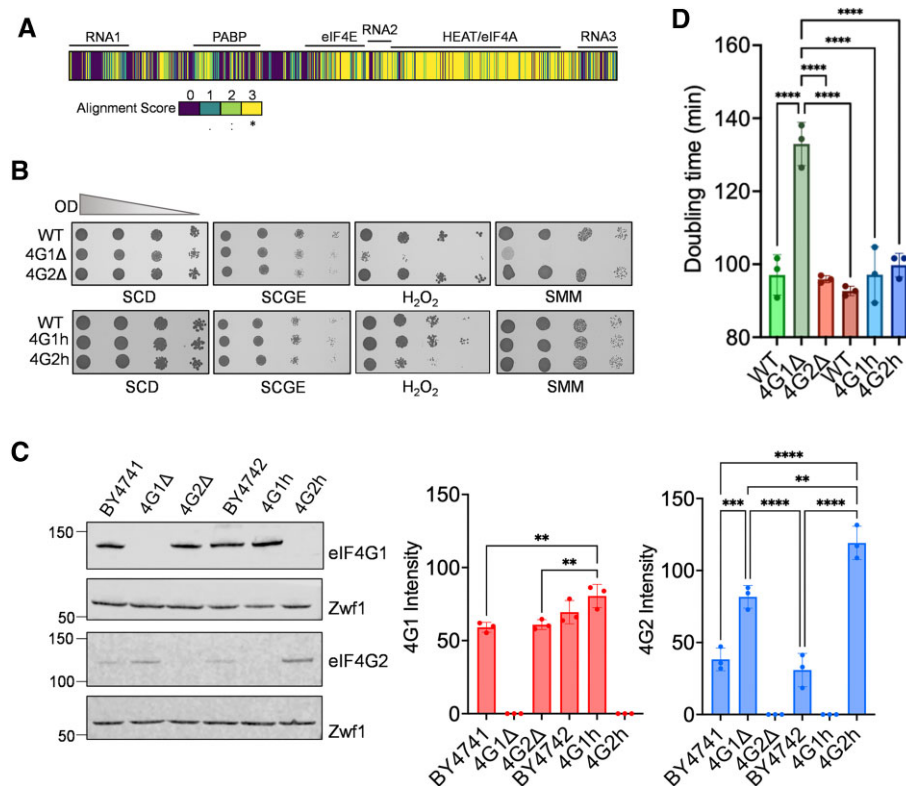 A
RNA1 PABP eIF4E RNA2 HEAT/eIF4A RNA3
0 1 2 3
Alignment Score
. : *
B
OD
WT
4G1Δ
4G2Δ
SCD SCGE H₂O₂ SMM
WT
4G1h
4G2h
SCD SCGE H₂O₂ SMM
C
BY4741 4G1Δ 4G2Δ BY4742 4G1h 4G2h
150
eIF4G1
50
Zwf1
150
eIF4G2
100
50
Zwf1
4G1 Intensity
150
100
50
0
** **
BY4741 4G1Δ 4G2Δ BY4742 4G1h 4G2h
4G2 Intensity
150
100
50
0
****
**
*** **** ****
BY4741 4G1Δ 4G2Δ BY4742 4G1h 4G2h
D
Doubling time (min)
160
140
120
100
80
****
****
****
**** ****
WT 4G1Δ 4G2Δ WT 4G1h 4G2h